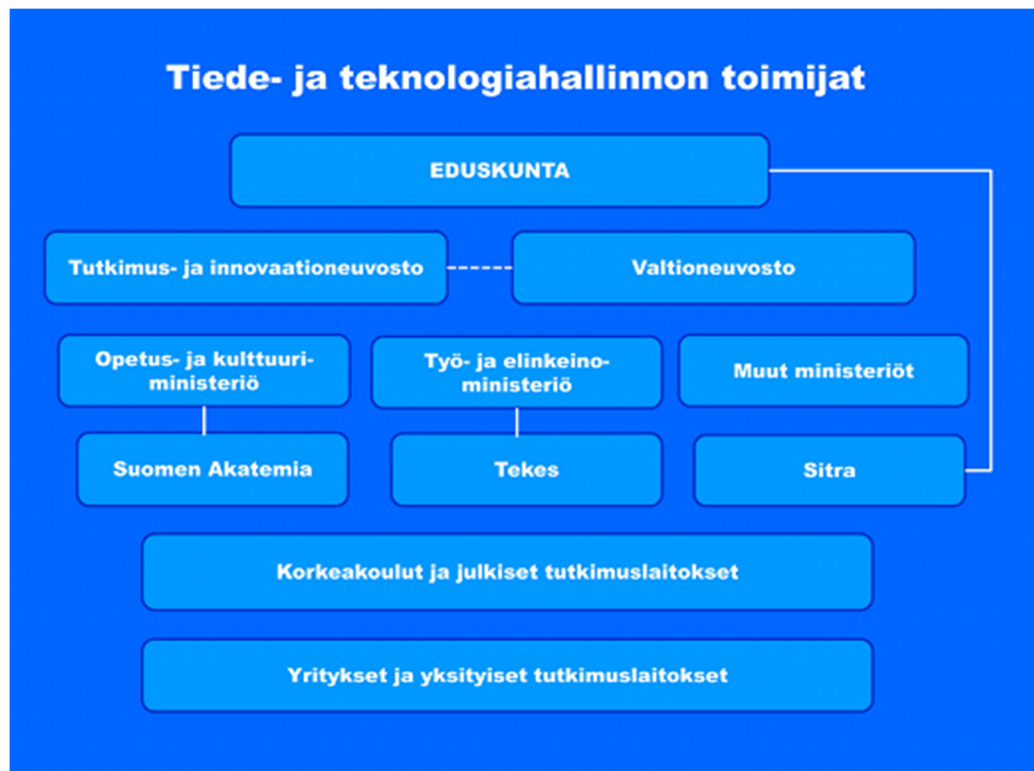 Tiede- ja teknologiahallinnon toimijat
EDUSKUNTA
Tutkimus- ja innovaationeuvosto
Valtioneuvosto
Opetus- ja kulttuuri-
ministeriö
Työ- ja elinkeino-
ministeriö
Muut ministeriöt
Suomen Akatemia
Tekes
Sitra
Korkeakoulut ja julkiset tutkimuslaitokset
Yritykset ja yksityiset tutkimuslaitokset